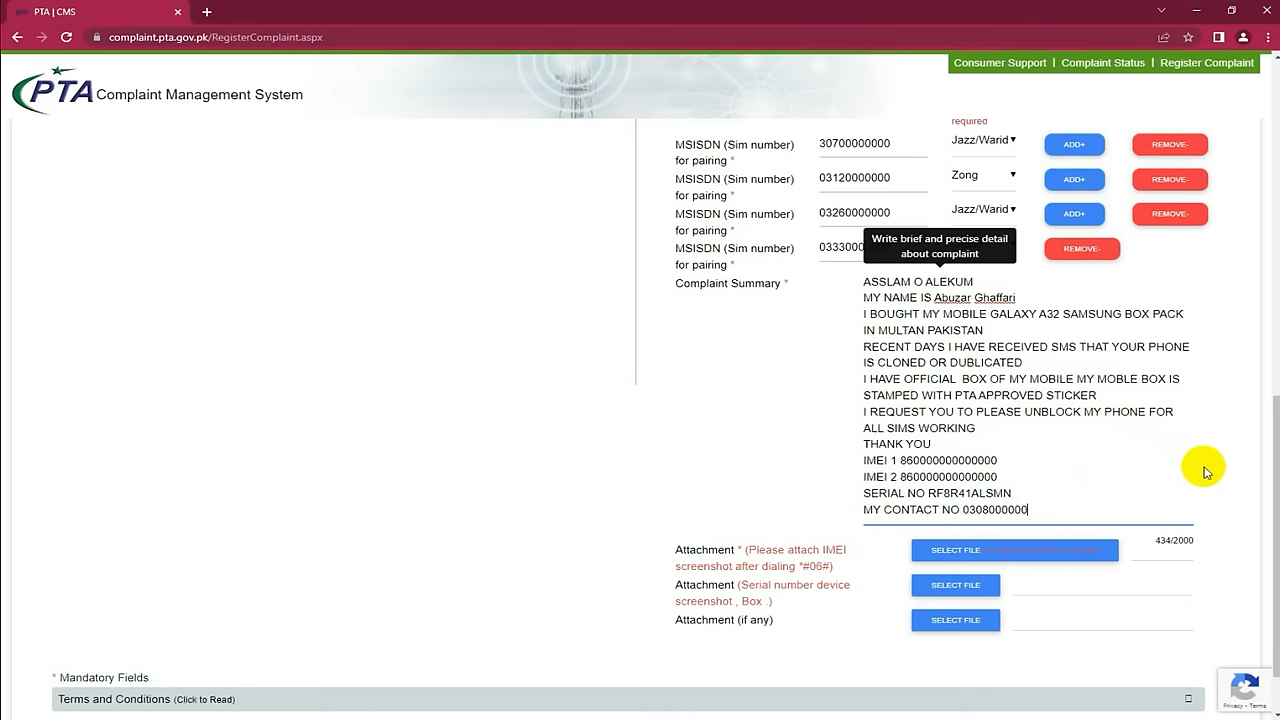 PTA | CMS
complaint.pta.gov.pk/RegisterComplaint.aspx
Consumer Support | Complaint Status | Register Complaint
PTA Complaint Management System
required
MSISDN (Sim number)
for pairing *
30700000000
Jazz/Warid
ADD+
REMOVE-
MSISDN (Sim number)
for pairing *
03120000000
Zong
ADD+
REMOVE-
MSISDN (Sim number)
for pairing *
03260000000
Jazz/Warid
ADD+
REMOVE-
MSISDN (Sim number)
for pairing *
REMOVE-
Write brief and precise detail
about complaint
Complaint Summary *
ASSLAM O ALEKUM
MY NAME IS Abuzar Ghaffari
I BOUGHT MY MOBILE GALAXY A32 SAMSUNG BOX PACK
IN MULTAN PAKISTAN
RECENT DAYS I HAVE RECEIVED SMS THAT YOUR PHONE
IS CLONED OR DUBLICATED
I HAVE OFFICIAL  BOX OF MY MOBILE MY MOBLE BOX IS
STAMPED WITH PTA APPROVED STICKER
I REQUEST YOU TO PLEASE UNBLOCK MY PHONE FOR
ALL SIMS WORKING
THANK YOU
IMEI 1 860000000000000
IMEI 2 860000000000000
SERIAL NO RF8R41ALSMN
MY CONTACT NO 0308000000
434/2000
Attachment * (Please attach IMEI
screenshot after dialing *#06#)
SELECT FILE
Attachment (Serial number device
screenshot , Box .)
SELECT FILE
Attachment (if any)
SELECT FILE
* Mandatory Fields
Terms and Conditions (Click to Read)
Privacy - Terms